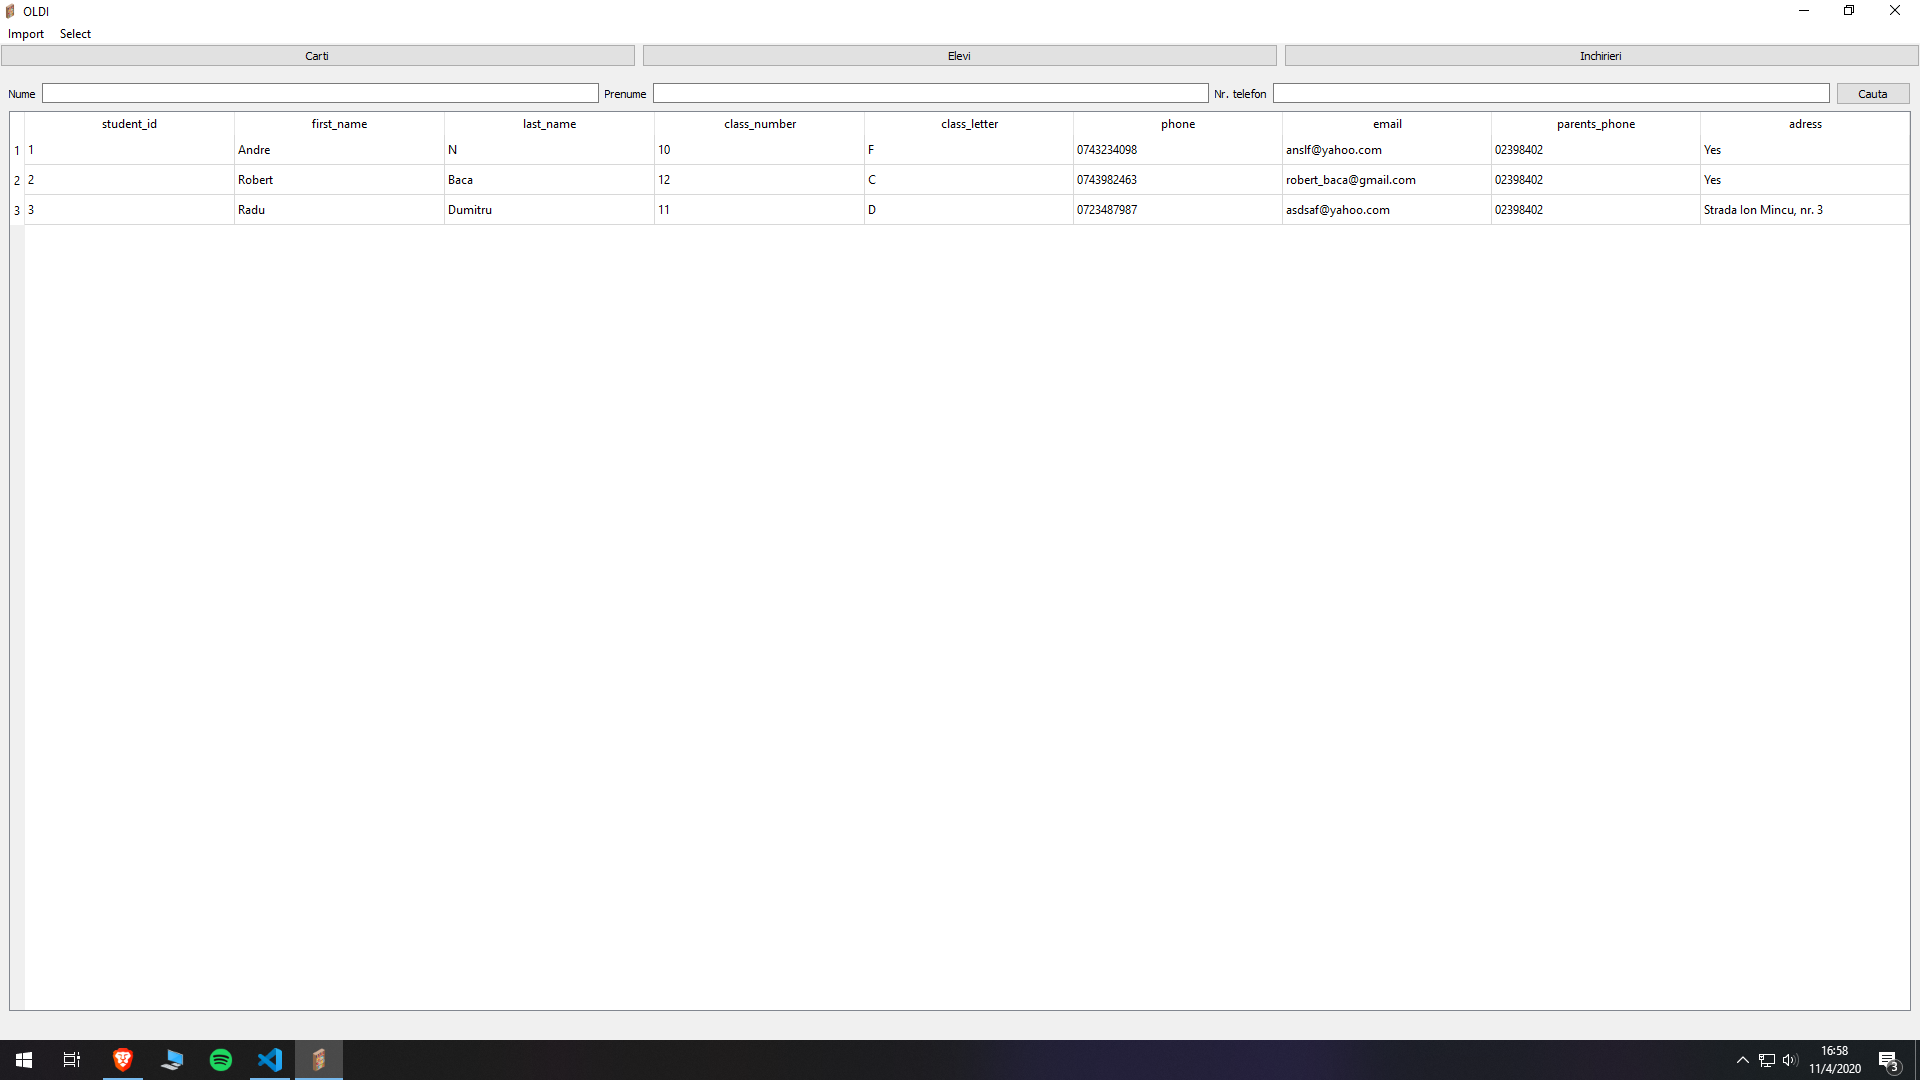 OLDI
Import Select
Carti Elevi Inchirieri
Nume Prenume Nr. telefon Cauta
student_id first_name last_name class_number class_letter phone email parents_phone adress
1 1 Andre N 10 F 0743234098 anslf@yahoo.com 02398402 Yes
2 2 Robert Baca 12 C 0743982463 robert_baca@gmail.com 02398402 Yes
3 3 Radu Dumitru 11 D 0723487987 asdsaf@yahoo.com 02398402 Strada Ion Mincu, nr. 3
16:58
11/4/2020
3